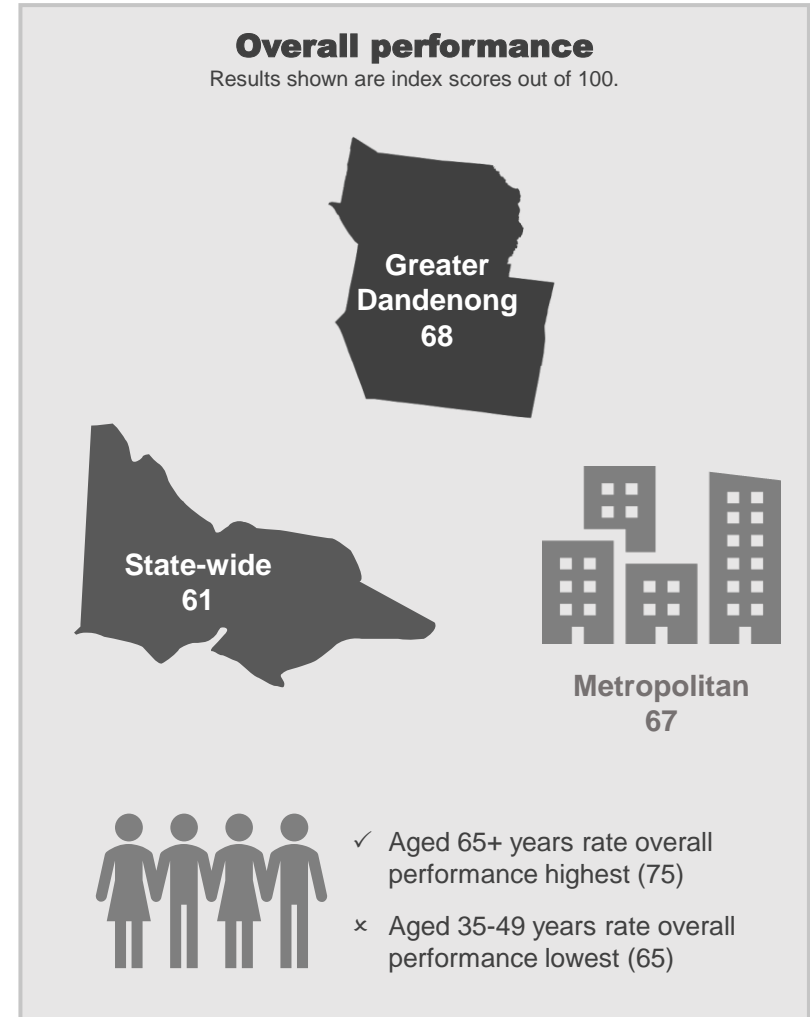 Overall performance
Results shown are index scores out of 100.
Greater
Dandenong
68
State-wide
61
Metropolitan
67
✓ Aged 65+ years rate overall
performance highest (75)
× Aged 35-49 years rate overall
performance lowest (65)